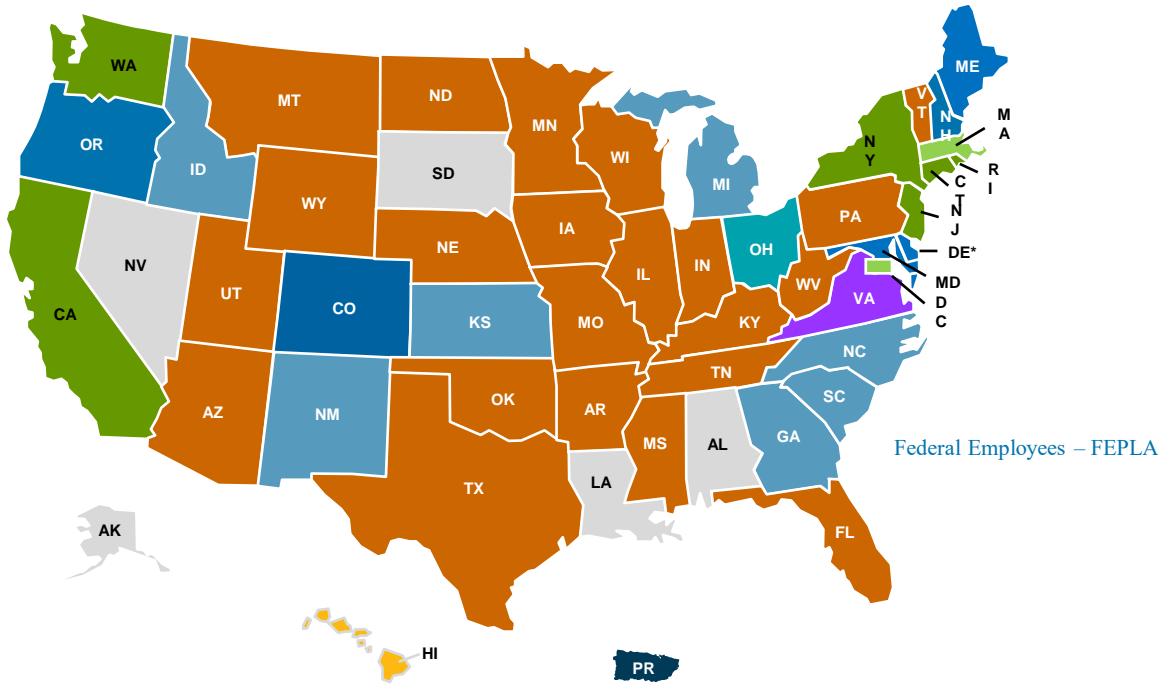 WA
ME
MT
ND
V
T
N
H
MN
M
A
OR
N
Y
WI
ID
SD
MI
R
I
C
T
WY
N
J
PA
IA
NE
OH
DE*
NV
IL
IN
UT
WV
MD
D
C
CO
VA
CA
KS
MO
KY
NC
TN
OK
SC
AZ
NM
AR
GA
MS
AL
Federal Employees – FEPLA
LA
TX
AK
FL
HI
PR